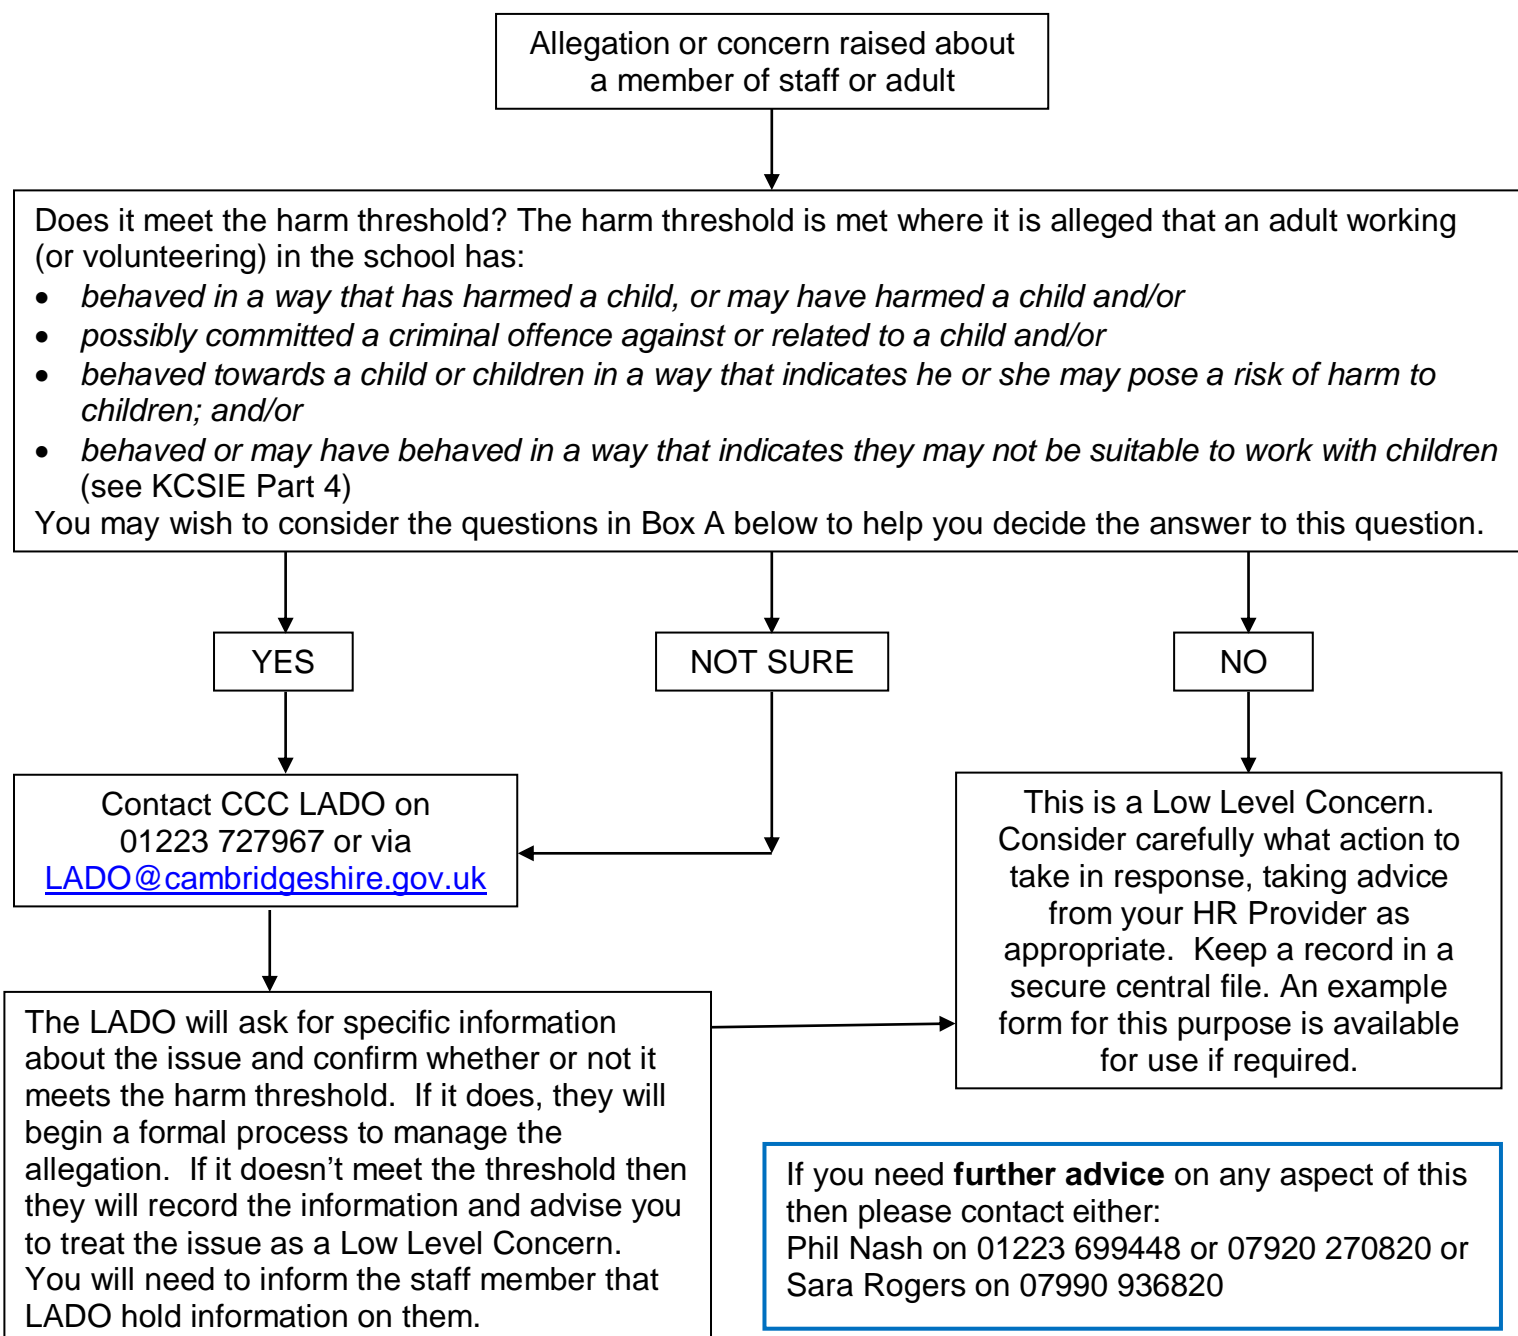 Allegation or concern raised about
a member of staff or adult
Does it meet the harm threshold? The harm threshold is met where it is alleged that an adult working
(or volunteering) in the school has:
• behaved in a way that has harmed a child, or may have harmed a child and/or
• possibly committed a criminal offence against or related to a child and/or
• behaved towards a child or children in a way that indicates he or she may pose a risk of harm to
children; and/or
• behaved or may have behaved in a way that indicates they may not be suitable to work with children
(see KCSIE Part 4)
You may wish to consider the questions in Box A below to help you decide the answer to this question.
YES
NOT SURE
NO
Contact CCC LADO on
01223 727967 or via
LADO@cambridgeshire.gov.uk
This is a Low Level Concern.
Consider carefully what action to
take in response, taking advice
from your HR Provider as
appropriate.  Keep a record in a
secure central file. An example
form for this purpose is available
for use if required.
The LADO will ask for specific information
about the issue and confirm whether or not it
meets the harm threshold.  If it does, they will
begin a formal process to manage the
allegation.  If it doesn’t meet the threshold then
they will record the information and advise you
to treat the issue as a Low Level Concern.
You will need to inform the staff member that
LADO hold information on them.
If you need further advice on any aspect of this
then please contact either:
Phil Nash on 01223 699448 or 07920 270820 or
Sara Rogers on 07990 936820